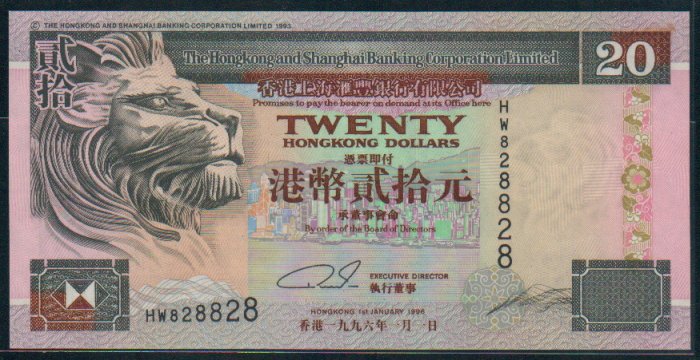 © THE HONGKONG AND SHANGHAI BANKING CORPORATION LIMITED 1993
貳拾
The Hongkong and Shanghai Banking Corporation Limited
20
香港上海滙豐銀行有限公司
Promises to pay the bearer on demand at its Office here
TWENTY
HONGKONG DOLLARS
憑票即付
港幣貳拾元
承董事會命
By order of the Board of Directors
HW828828
EXECUTIVE DIRECTOR
執行董事
HW828828
HONGKONG 1st JANUARY 1996
香港一九九六年一月一日